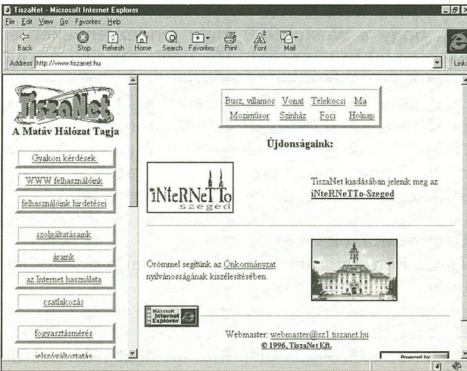 TiszaNet - Microsoft Internet Explorer
File Edit View Go Favorites Help
Back Forward Stop Refresh Home Search Favorites Print Font Mail
Address http://www.tiszanet.hu
Links
TiszaNet
A Matáv Hálózat Tagja
Gyakori kérdések
WWW felhasználóink
felhasználóink hirdetései
szolgáltatásaink
áraink
az Internet használata
csatlakozás
fogyasztásmérés
jelszóváltoztatás
Busz, villamos Vonat Telekocsi Ma
Moziműsor Színház Foci Holnap
Újdonságaink:
iNteRNeTTo
szeged
TiszaNet kiadásában jelenik meg az
iNteRNeTTo-Szeged
Örömmel segítünk az Önkormányzat
nyilvánosságának kiszélesítésében.
Microsoft
Internet
Explorer
Webmaster: webmaster@sz1.tiszanet.hu
© 1996, TiszaNet Kft.
Powered by